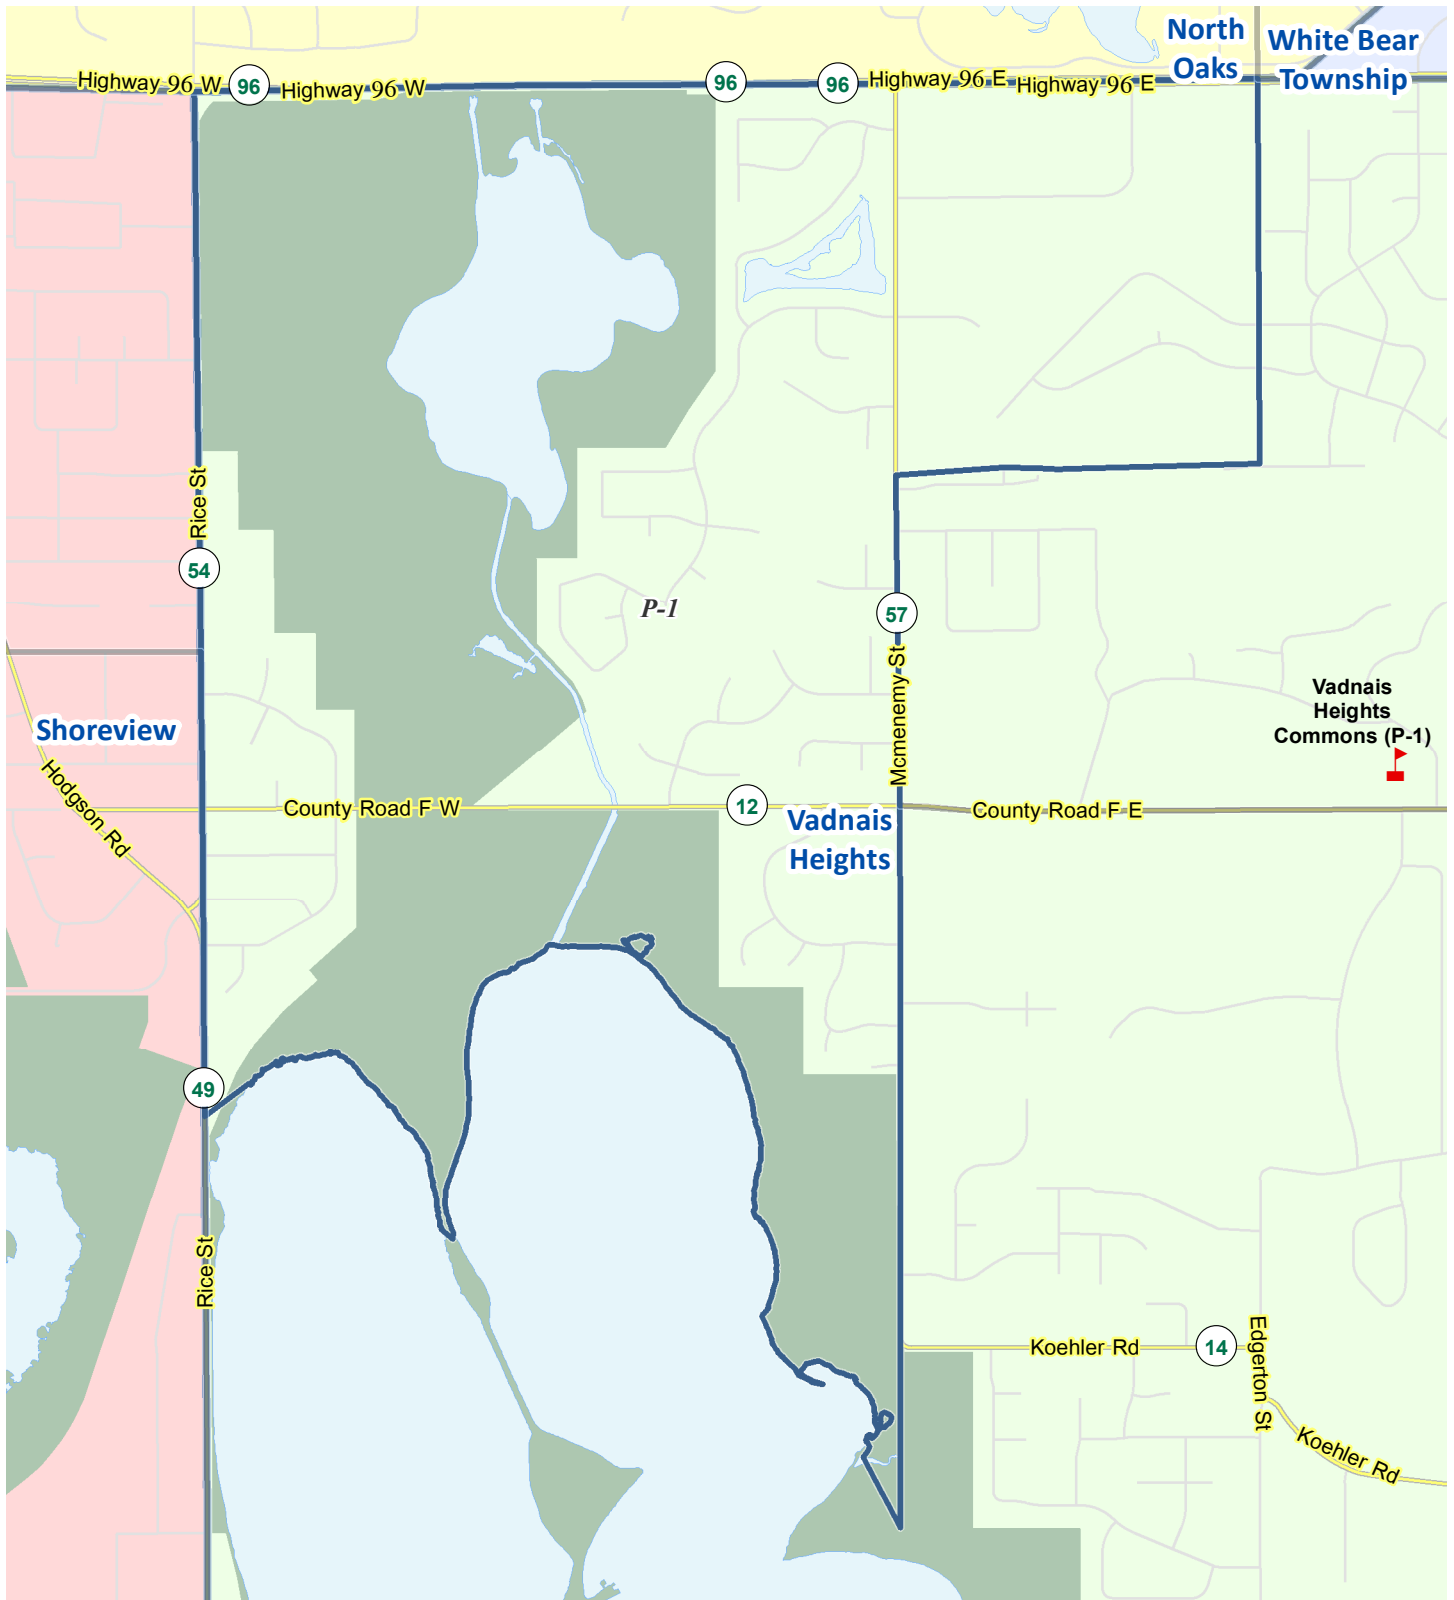 North
Oaks
White Bear
Township
Highway 96 W
96
Highway 96 W
96
96
Highway 96 E
Highway 96 E
Rice St
54
P-1
57
Mcmenemy St
Shoreview
Hodgson Rd
Vadnais
Heights
Commons (P-1)
County Road F W
12
Vadnais
Heights
County Road F E
49
Rice St
Koehler Rd
14
Edgerton St
Koehler Rd